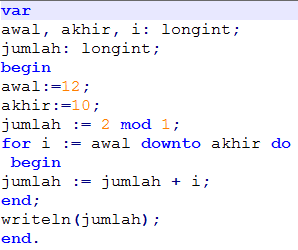 var
awal, akhir, i: longint;
jumlah: longint;
begin
awal:=12;
akhir:=10;
jumlah := 2 mod 1;
for i := awal downto akhir do
begin
jumlah := jumlah + i;
end;
writeln(jumlah);
end.